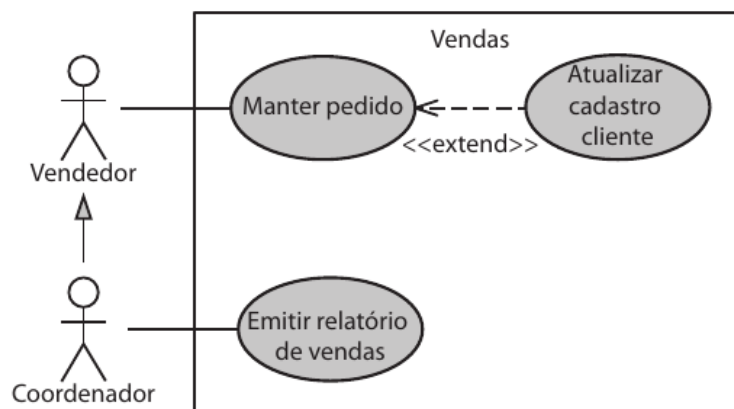 Vendas
Manter pedido
Atualizar
cadastro
cliente
<<extend>>
Vendedor
Emitir relatório
de vendas
Coordenador